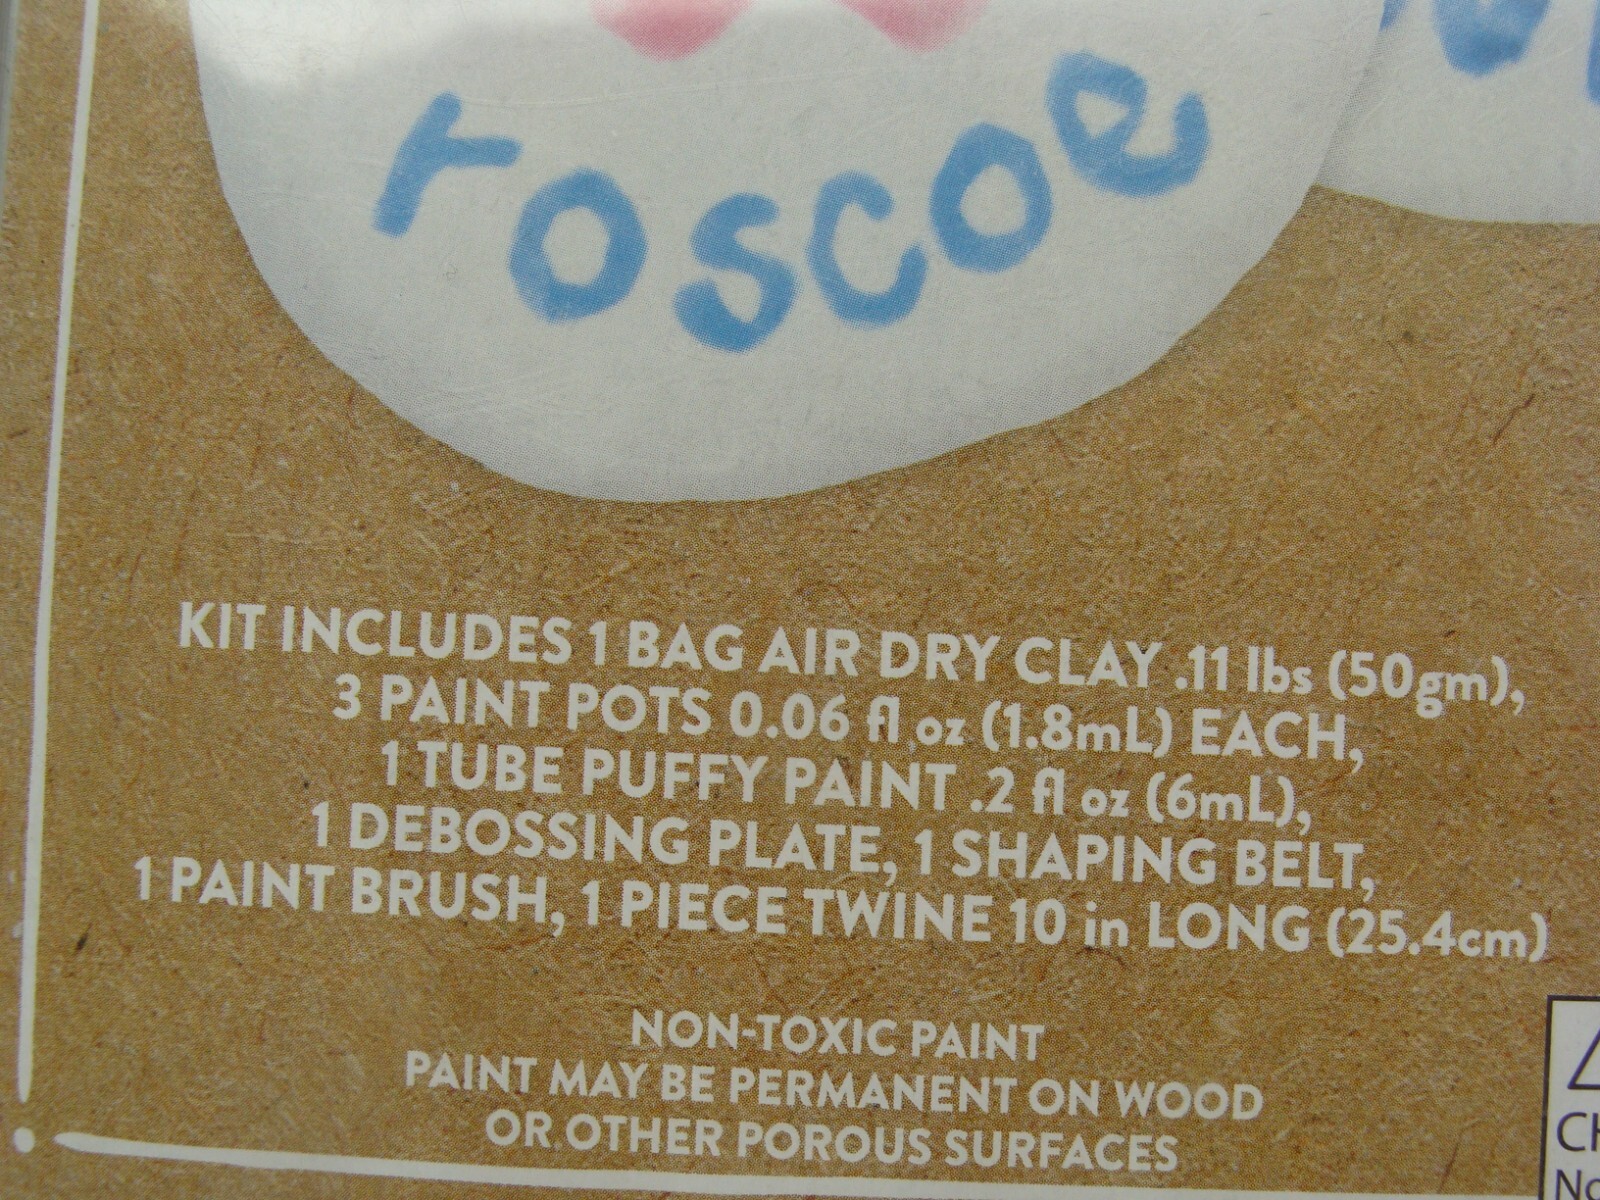 roscoe
KIT INCLUDES 1 BAG AIR DRY CLAY .11 lbs (50gm),
3 PAINT POTS 0.06 fl oz (1.8mL) EACH,
1 TUBE PUFFY PAINT .2 fl oz (6mL),
1 DEBOSSING PLATE, 1 SHAPING BELT,
1 PAINT BRUSH, 1 PIECE TWINE 10 in LONG (25.4cm)
NON-TOXIC PAINT
PAINT MAY BE PERMANENT ON WOOD
OR OTHER POROUS SURFACES